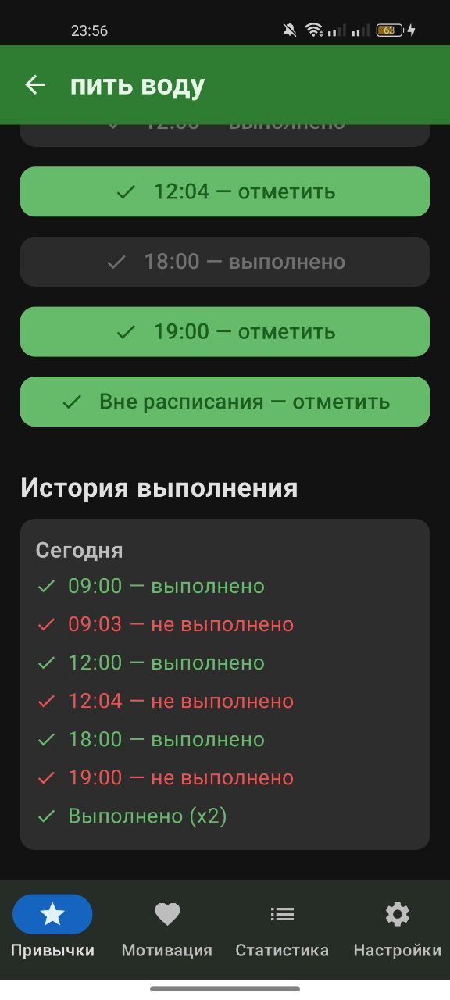 23:56
63
пить воду
12:00 — выполнено
12:04 — отметить
18:00 — выполнено
19:00 — отметить
Вне расписания — отметить
История выполнения
Сегодня
09:00 — выполнено
09:03 — не выполнено
12:00 — выполнено
12:04 — не выполнено
18:00 — выполнено
19:00 — не выполнено
Выполнено (x2)
Привычки Мотивация Статистика Настройки